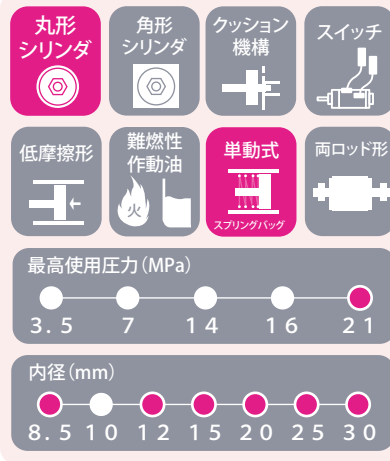 丸形
シリンダ
角形
シリンダ
クッション
機構
スイッチ
低摩擦形
難燃性
作動油
火
単動式
スプリングバッグ
両ロッド形
最高使用圧力(MPa)
3.5 7 14 16 21
内径(mm)
8.5 10 12 15 20 25 30